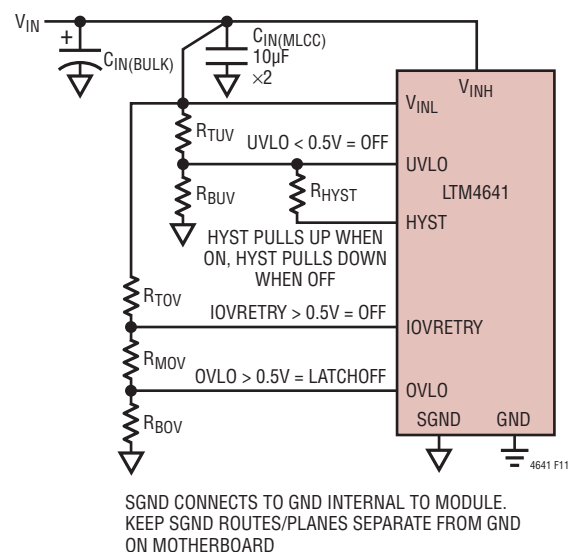 VIN
+
CIN(BULK)
CIN(MLCC)
10µF
×2
VINH
VINL
RTUV
UVLO < 0.5V = OFF
UVLO
LTM4641
RBUV
RHYST
HYST
HYST PULLS UP WHEN
ON, HYST PULLS DOWN
WHEN OFF
RTOV
IOVRETRY > 0.5V = OFF
IOVRETRY
RMOV
OVLO > 0.5V = LATCHOFF
OVLO
RBOV
SGND
GND
4641 F11
SGND CONNECTS TO GND INTERNAL TO MODULE.
KEEP SGND ROUTES/PLANES SEPARATE FROM GND
ON MOTHERBOARD